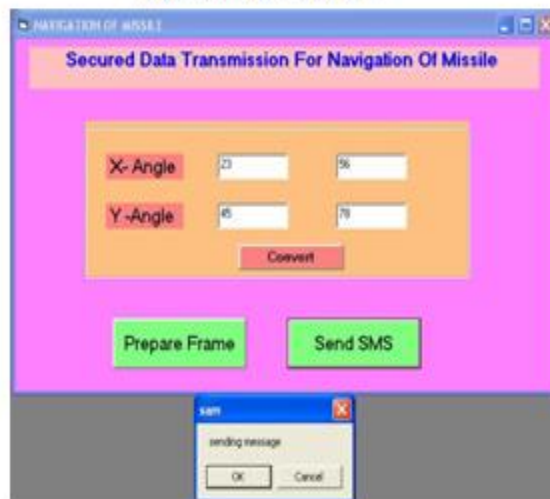 NAVIGATION OF MISSILE
Secured Data Transmission For Navigation Of Missile
X- Angle 23 56
Y -Angle 45 78
Convert
Prepare Frame Send SMS
sam
sending message
OK Cancel